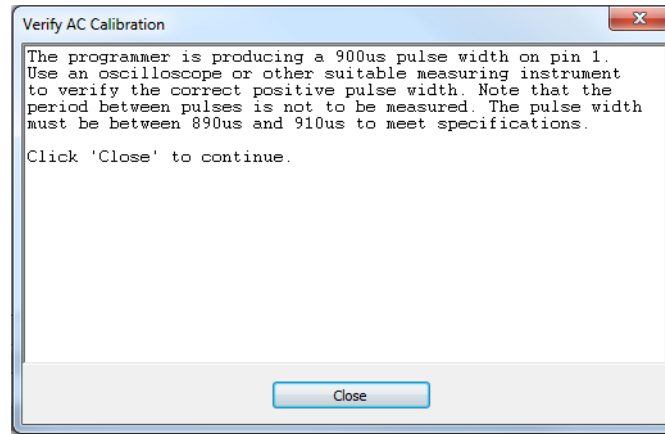 Verify AC Calibration
The programmer is producing a 900us pulse width on pin 1.
Use an oscilloscope or other suitable measuring instrument
to verify the correct positive pulse width. Note that the
period between pulses is not to be measured. The pulse width
must be between 890us and 910us to meet specifications.
Click 'Close' to continue.
Close